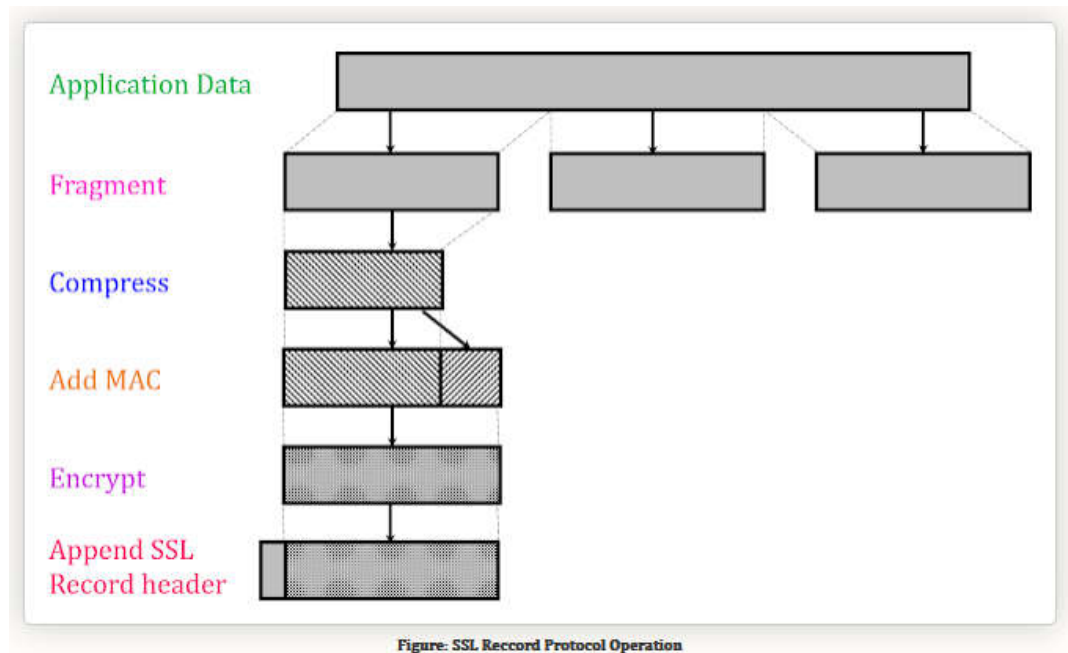 Application Data
Fragment
Compress
Add MAC
Encrypt
Append SSL
Record header
Figure: SSL Reccord Protocol Operation